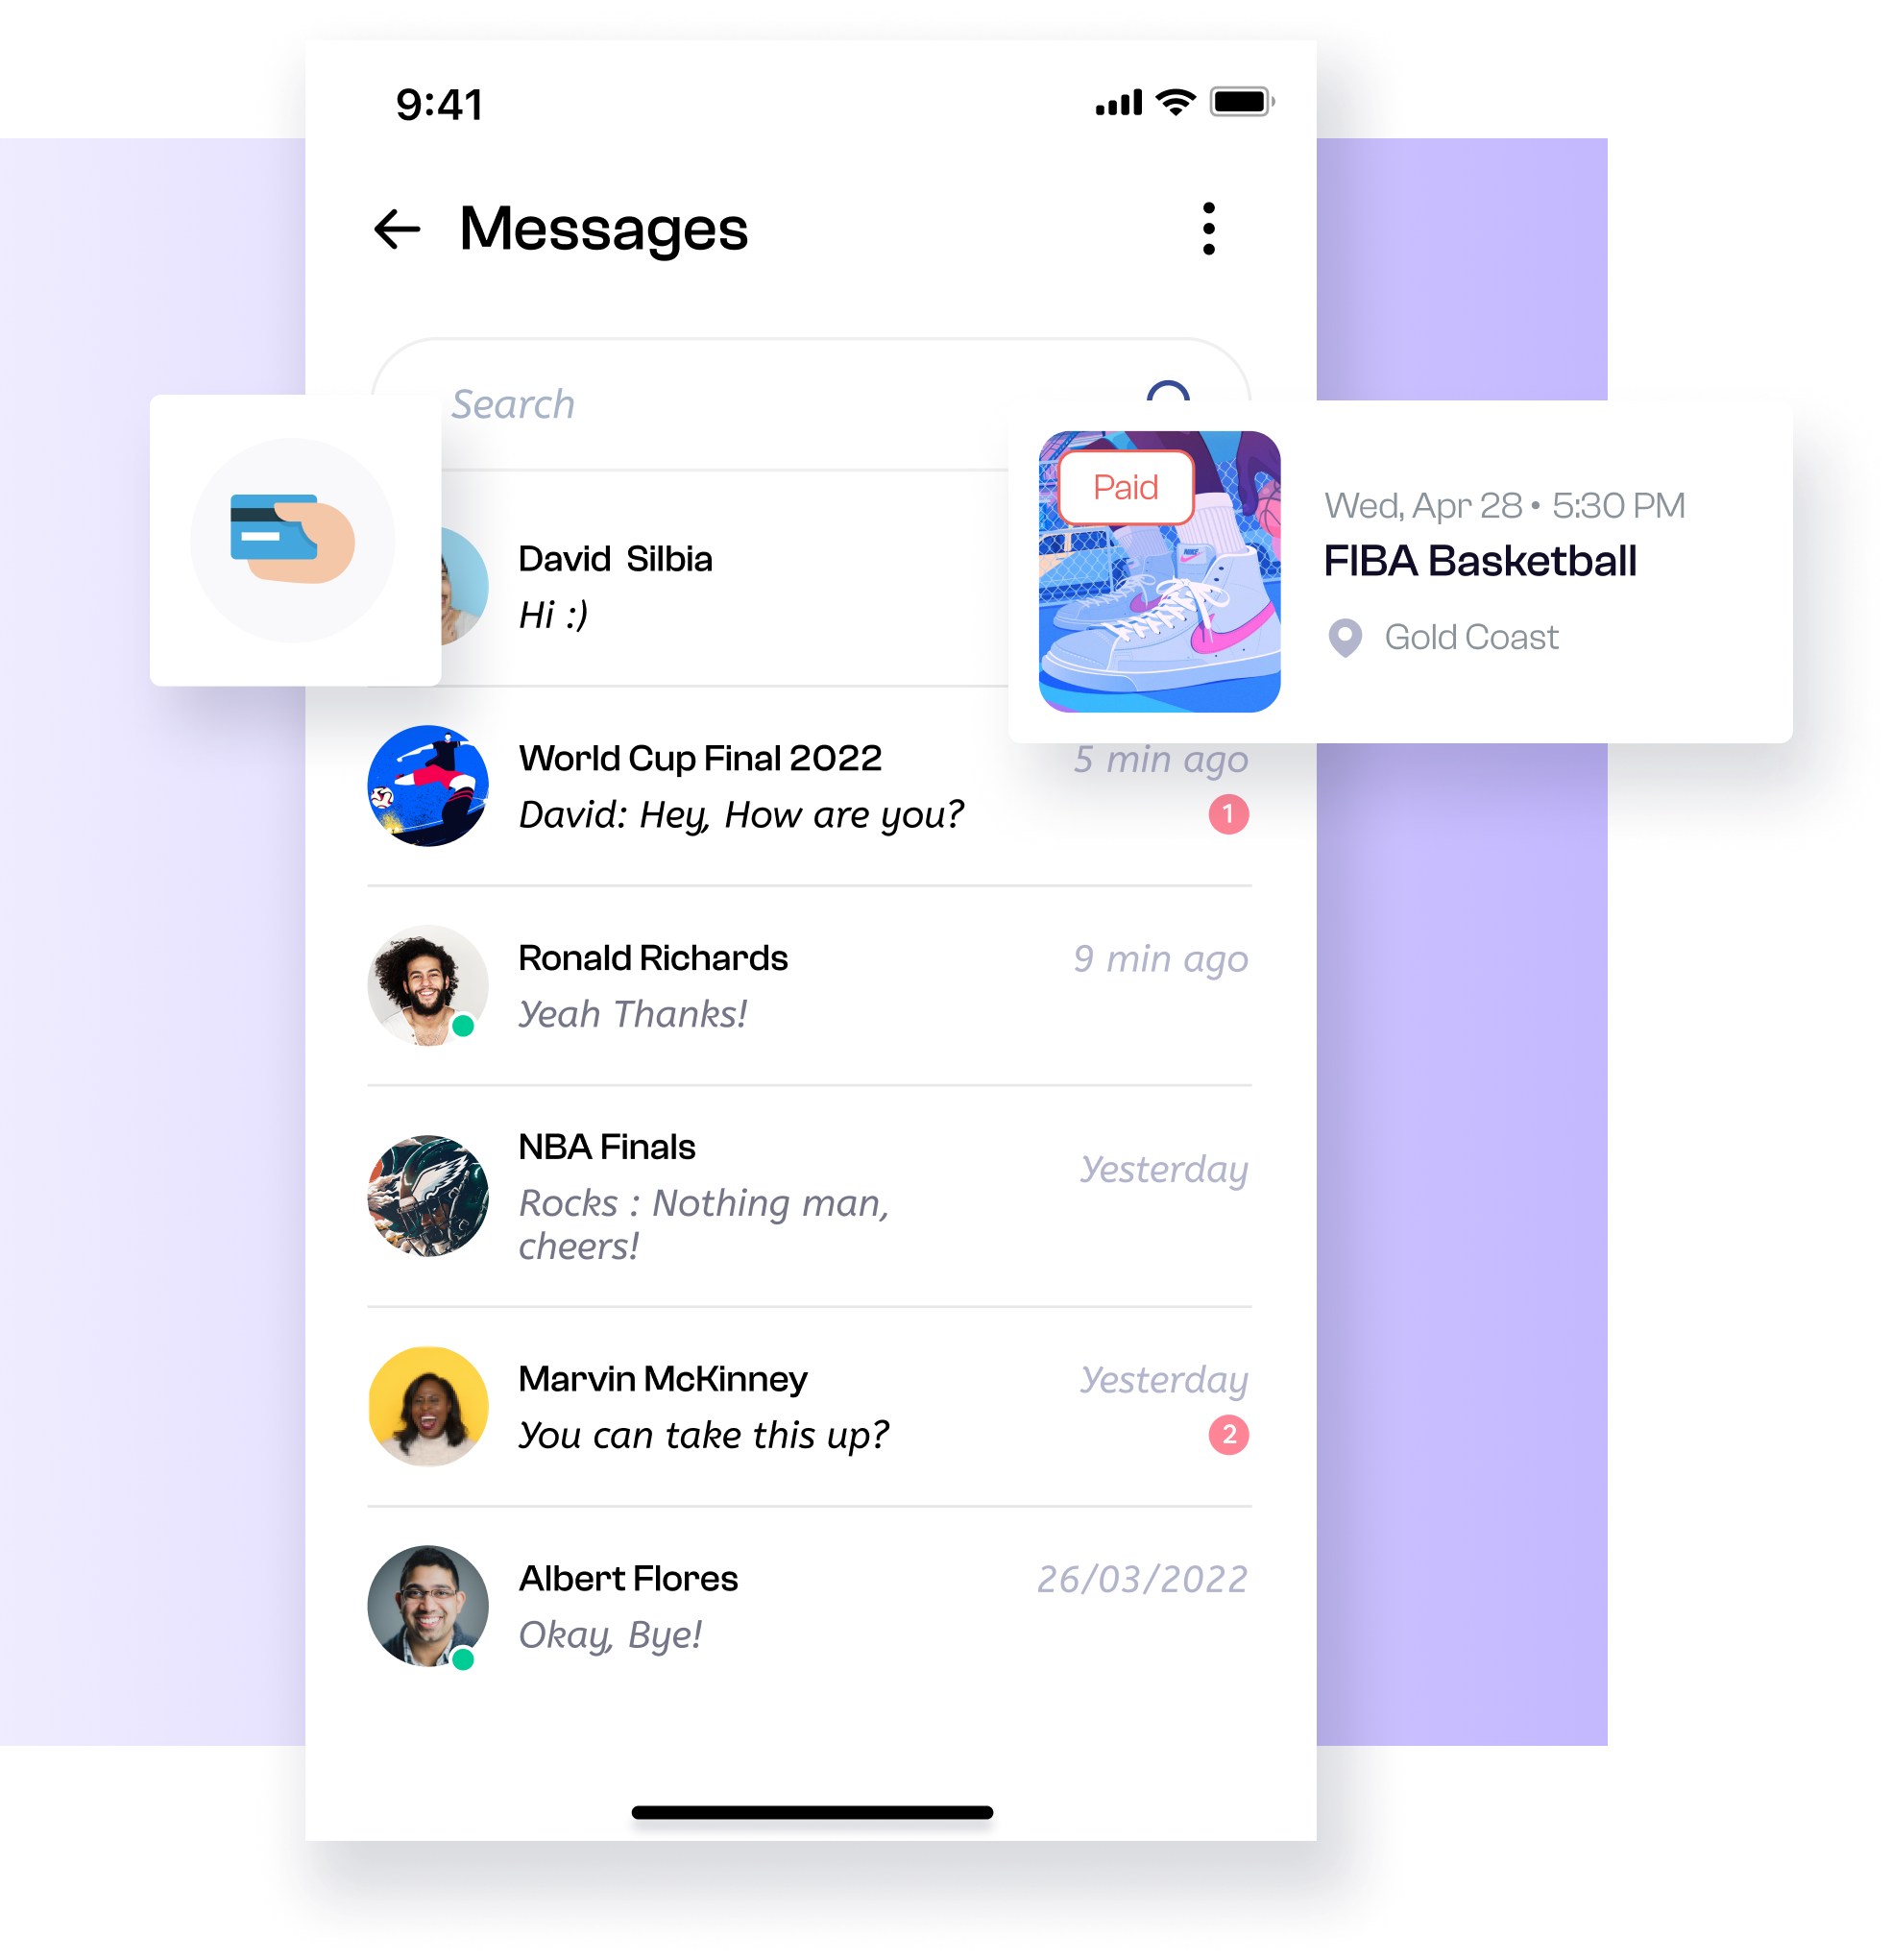 9:41
Messages
Search
Paid
Wed, Apr 28 • 5:30 PM
FIBA Basketball
Gold Coast
David Silbia
Hi :)
World Cup Final 2022
5 min ago
David: Hey, How are you?
1
Ronald Richards
9 min ago
Yeah Thanks!
NBA Finals
Yesterday
Rocks : Nothing man,
cheers!
Marvin McKinney
Yesterday
You can take this up?
2
Albert Flores
26/03/2022
Okay, Bye!
NIKE